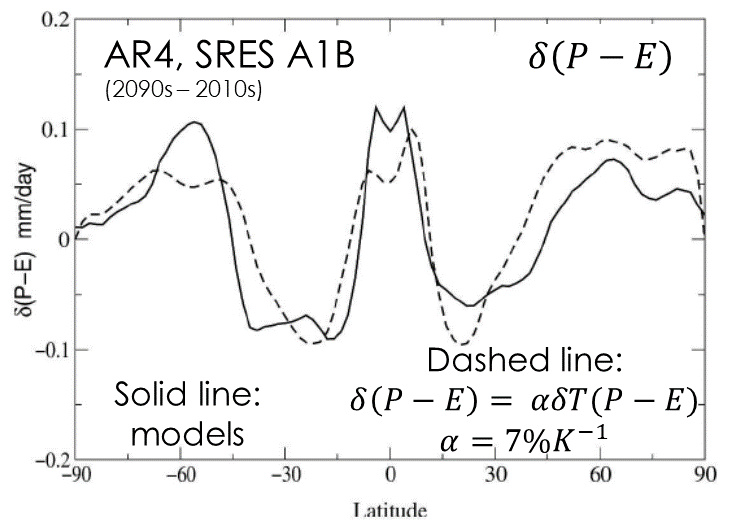 0.2
AR4, SRES A1B
δ(P − E)
(2090s – 2010s)
0.1
δ(P−E) mm/day
0
−0.1
Dashed line:
Solid line:
δ(P − E) = αδT(P − E)
models
α = 7%K⁻¹
−0.2
−90 −60 −30 0 30 60 90
Latitude